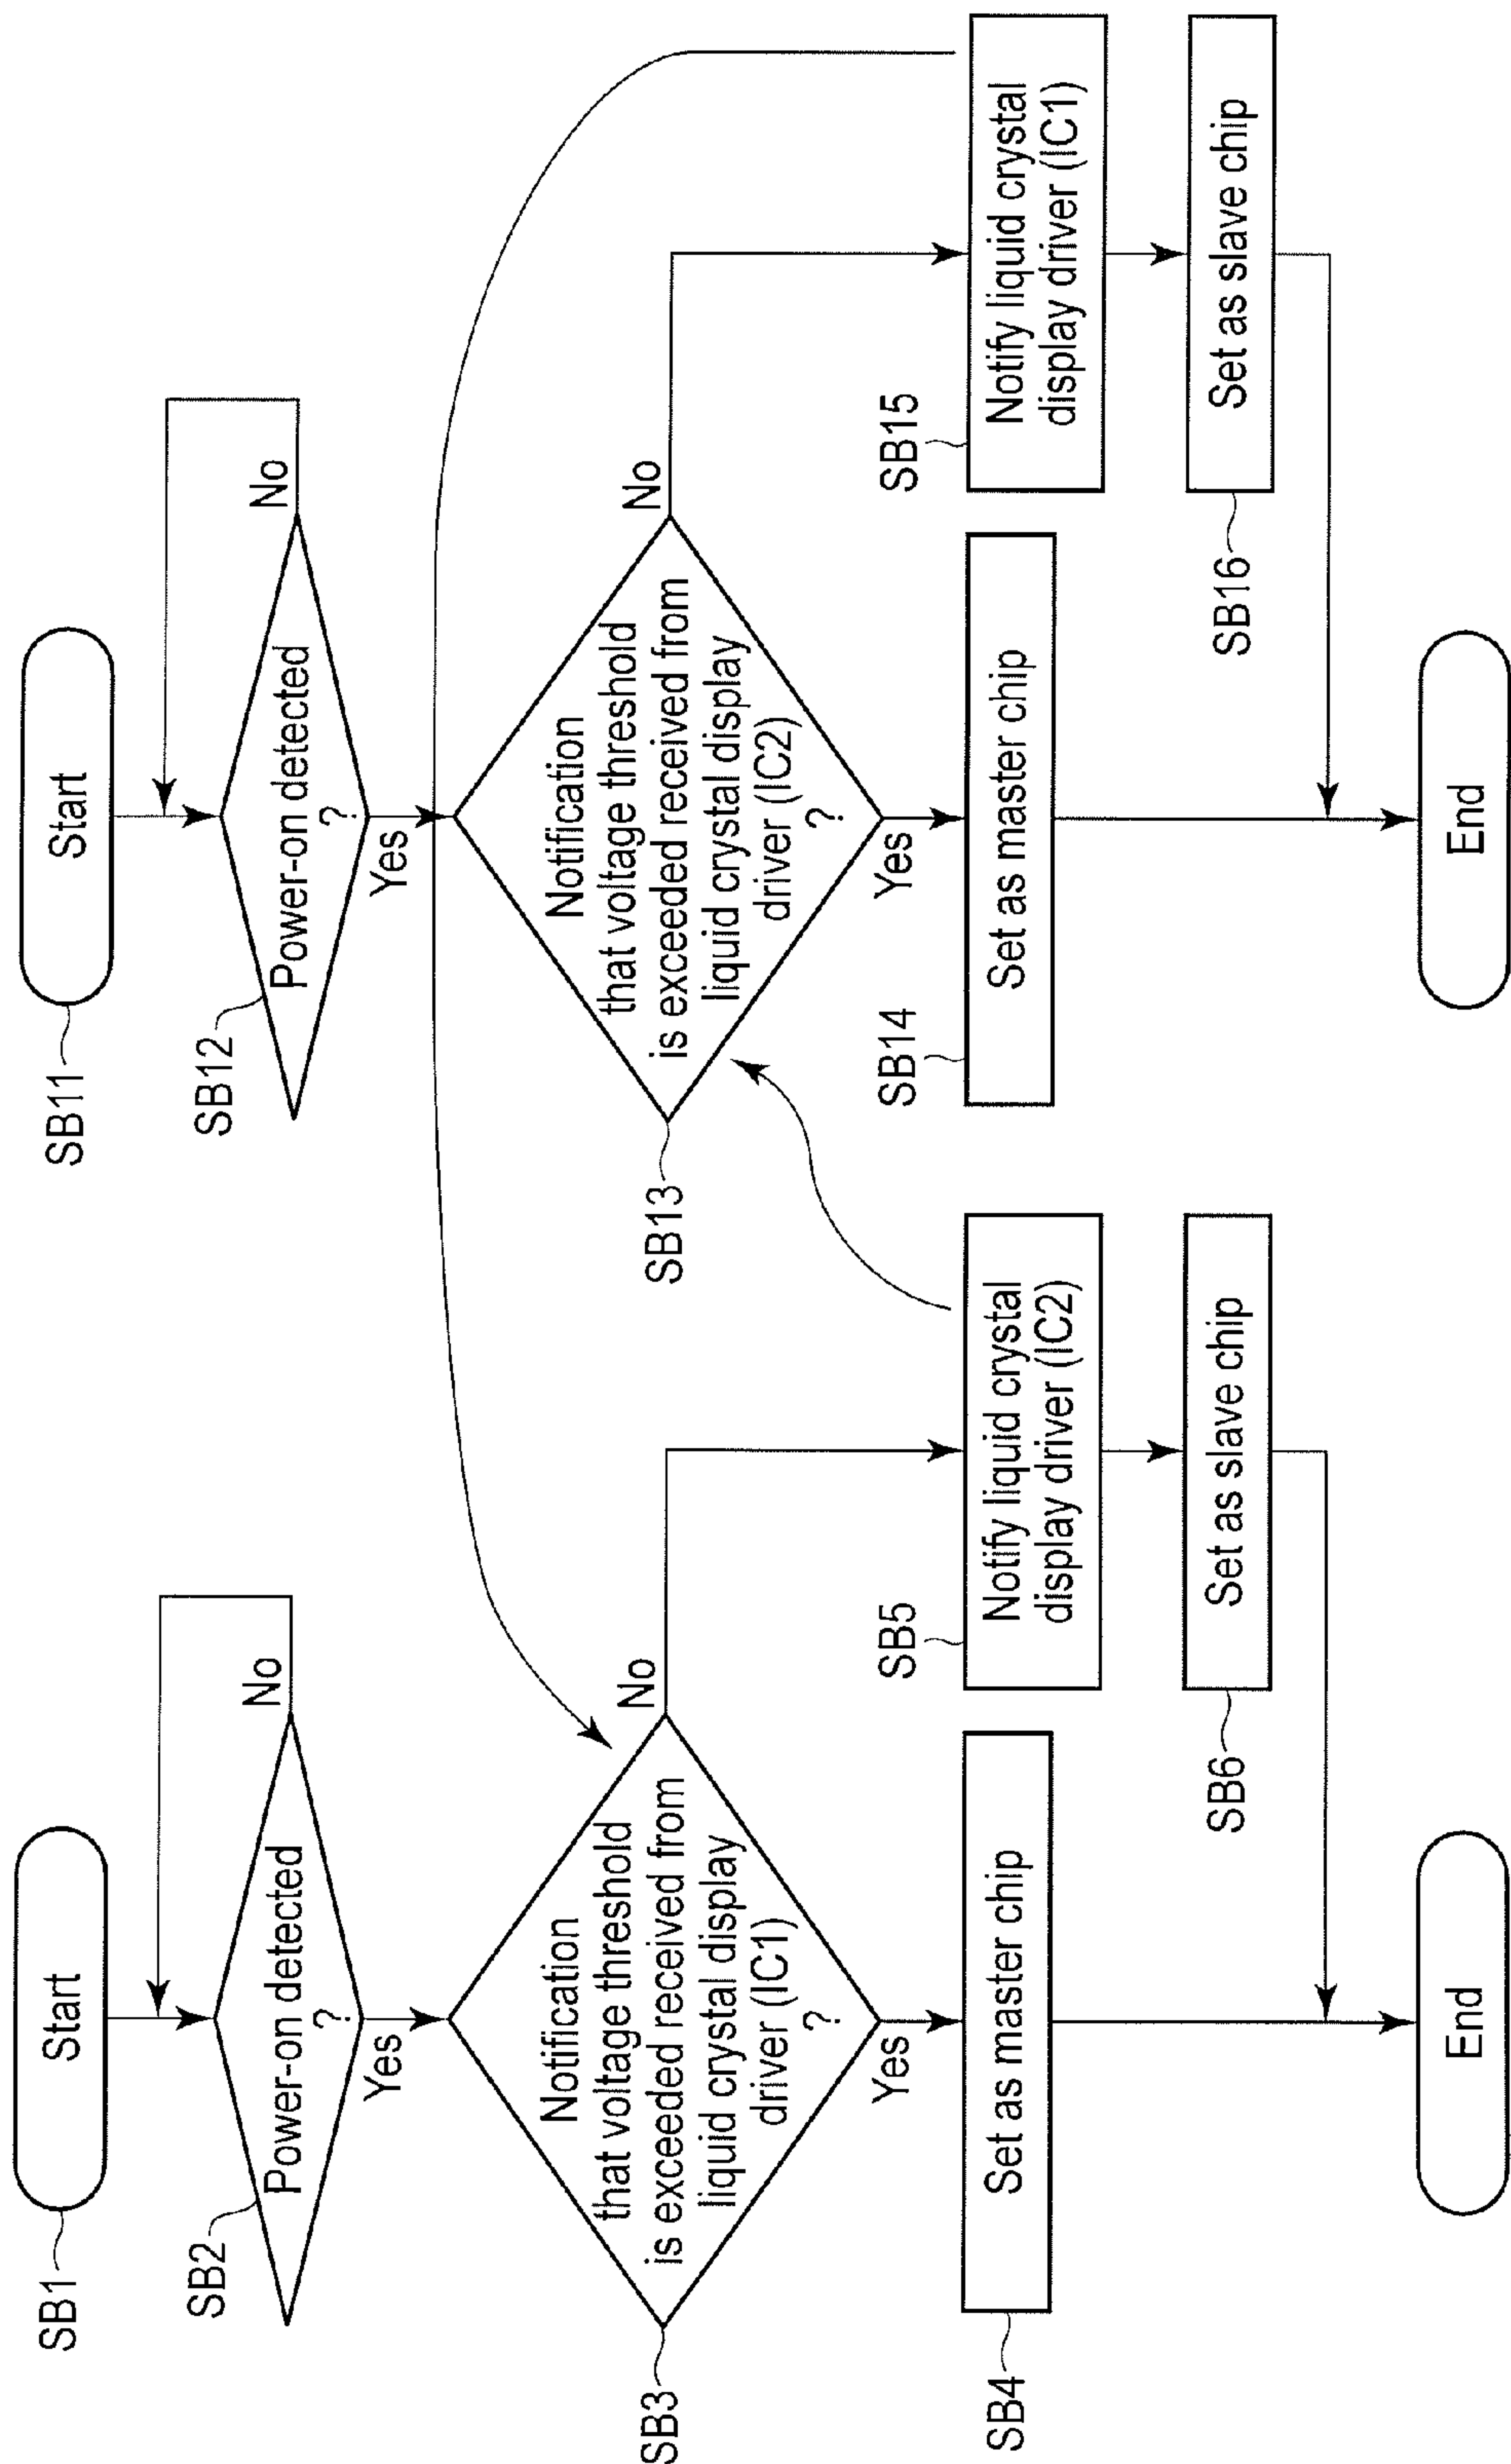 SB1
Start
SB2
Power-on detected
?
No
Yes
SB3
Notification
that voltage threshold
is exceeded received from
liquid crystal display
driver (IC1)
?
No
Yes
SB4
Set as master chip
SB5
Notify liquid crystal
display driver (IC2)
SB6
Set as slave chip
End
SB11
Start
SB12
Power-on detected
?
No
Yes
SB13
Notification
that voltage threshold
is exceeded received from
liquid crystal display
driver (IC2)
?
No
Yes
SB14
Set as master chip
SB15
Notify liquid crystal
display driver (IC1)
SB16
Set as slave chip
End